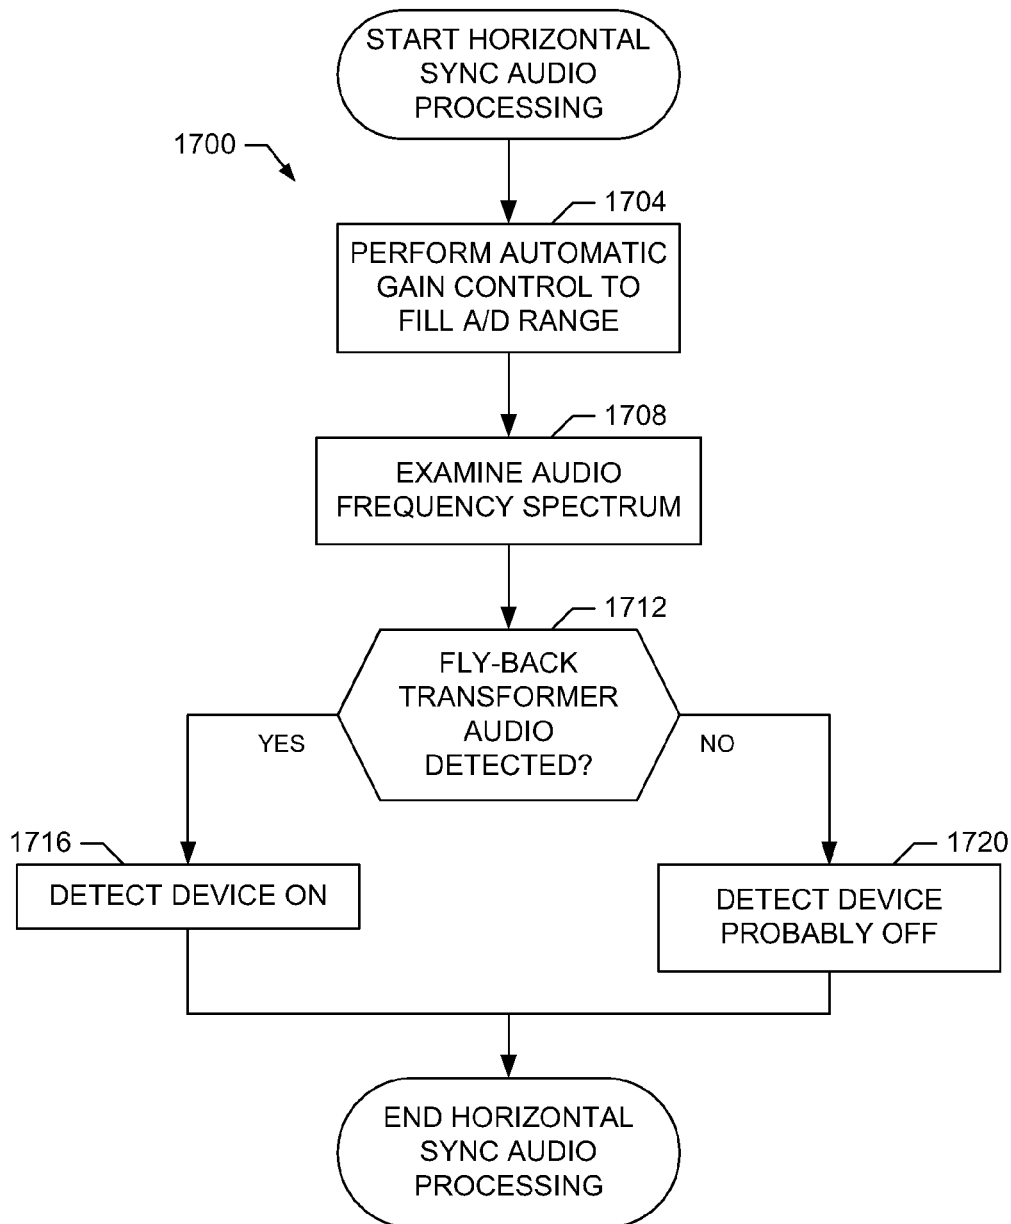 START HORIZONTAL
SYNC AUDIO
PROCESSING
1700
1704
PERFORM AUTOMATIC
GAIN CONTROL TO
FILL A/D RANGE
1708
EXAMINE AUDIO
FREQUENCY SPECTRUM
1712
FLY-BACK
TRANSFORMER
AUDIO
DETECTED?
YES
NO
1716
DETECT DEVICE ON
1720
DETECT DEVICE
PROBABLY OFF
END HORIZONTAL
SYNC AUDIO
PROCESSING